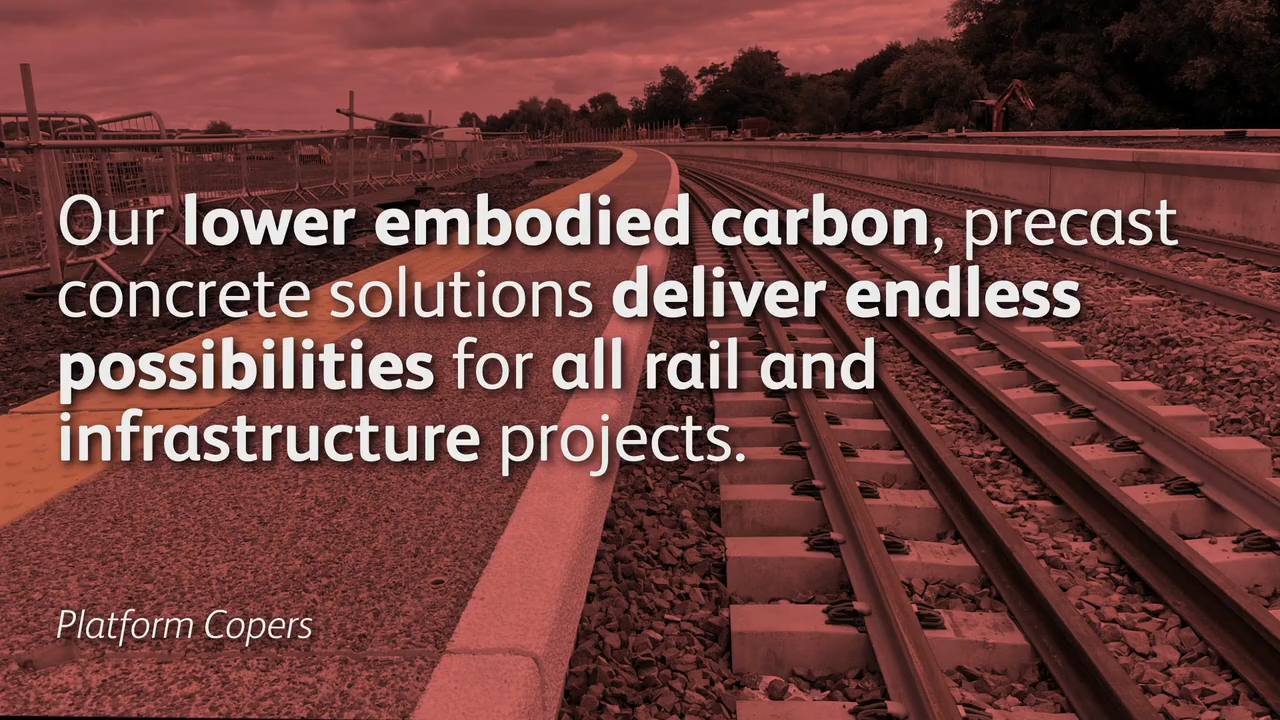 Our lower embodied carbon, precast
concrete solutions deliver endless
possibilities for all rail and
infrastructure projects.
Platform Copers